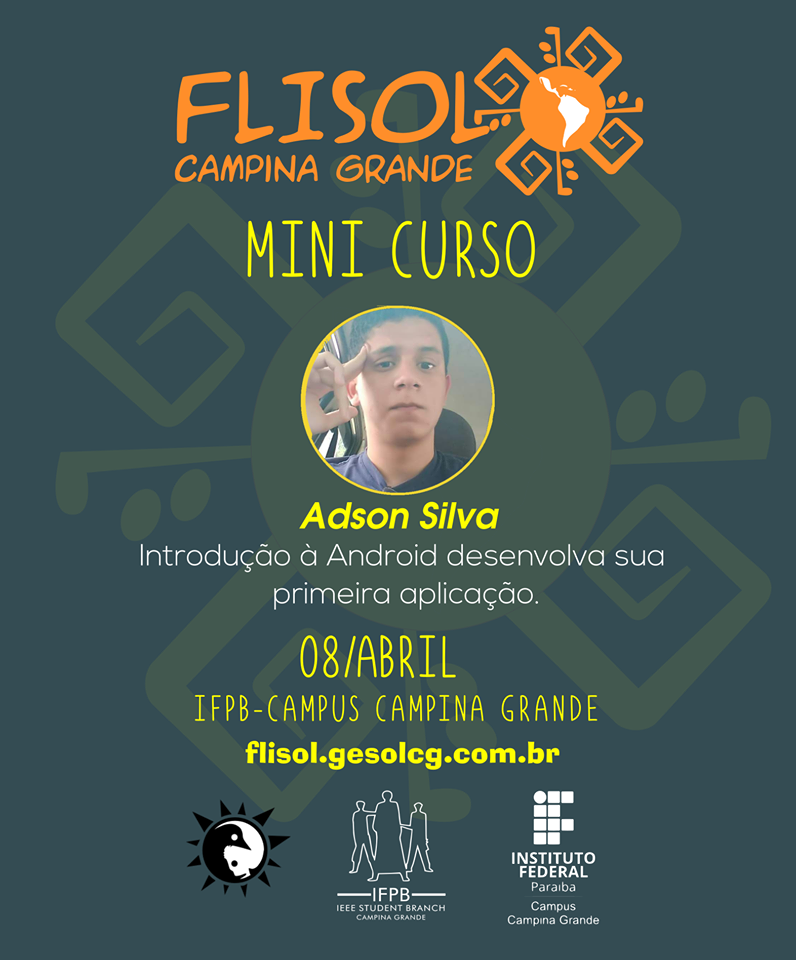 FLISOL
CAMPINA GRANDE
MINI CURSO
Adson Silva
Introdução à Android desenvolva sua
primeira aplicação.
08/ABRIL
IFPB-CAMPUS CAMPINA GRANDE
flisol.gesolcg.com.br
IFPB
IEEE STUDENT BRANCH
CAMPINA GRANDE
INSTITUTO
FEDERAL
Paraíba
Campus
Campina Grande